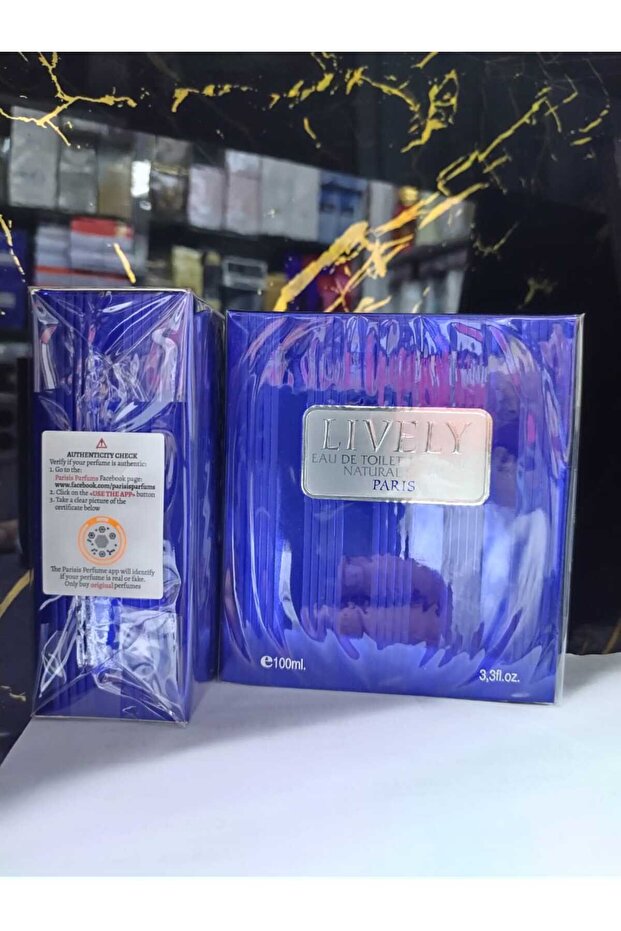 AUTHENTICITY CHECK
Verify if your perfume is authentic:
1. Go to the:
Parisis Parfums Facebook page:
www.facebook.com/parisisparfums
2. Click on the «USE THE APP» button
3. Take a clear picture of the
certificate below
The Parisis Perfume app will identify
if your perfume is real or fake.
Only buy original perfumes
LIVELY
EAU DE TOILET
NATURAL
PARIS
e100ml.
3,3fl.oz.